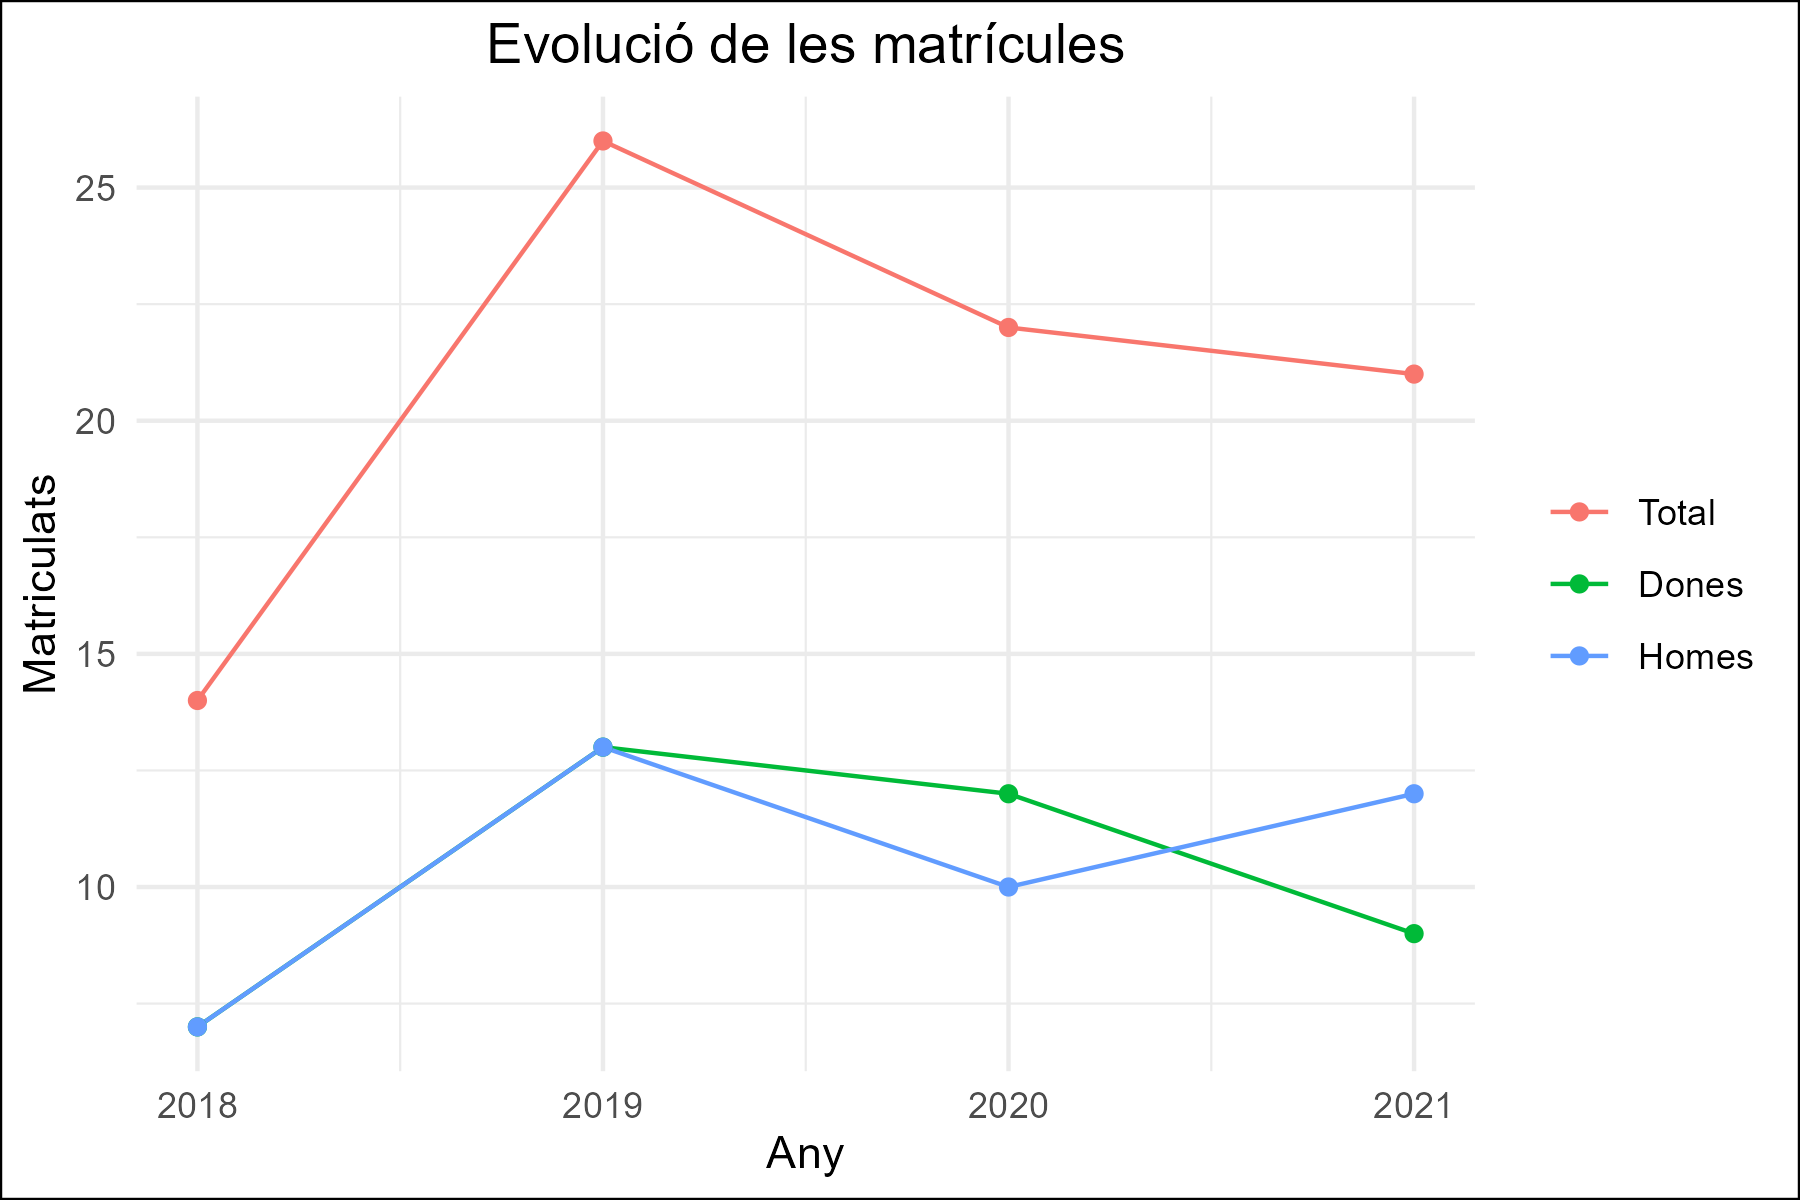 Evolució de les matrícules
25
20
15
10
Matriculats
2018 2019 2020 2021
Any
Total
Dones
Homes